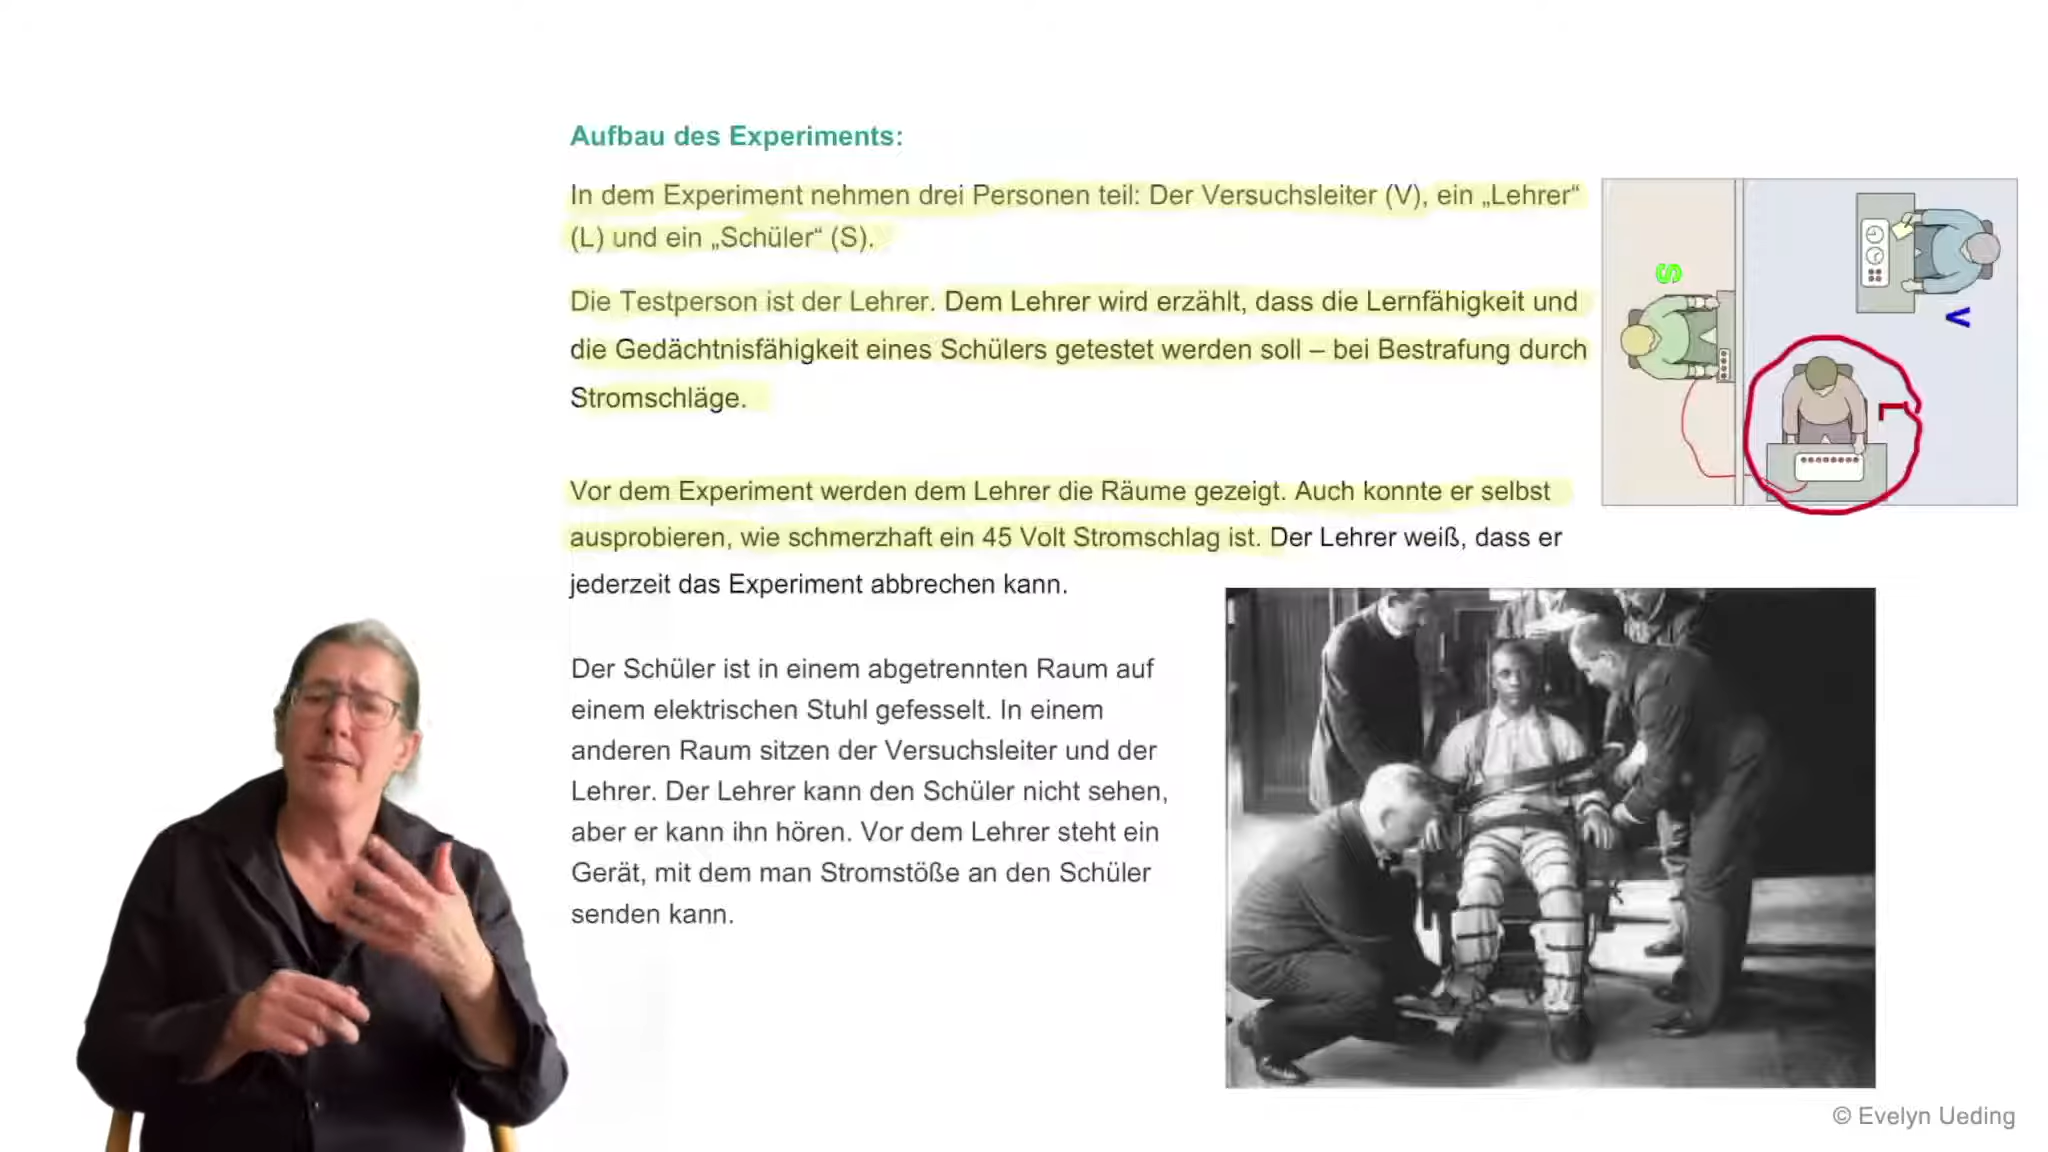 Aufbau des Experiments:
In dem Experiment nehmen drei Personen teil: Der Versuchsleiter (V), ein „Lehrer“
(L) und ein „Schüler“ (S).
Die Testperson ist der Lehrer. Dem Lehrer wird erzählt, dass die Lernfähigkeit und
die Gedächtnisfähigkeit eines Schülers getestet werden soll – bei Bestrafung durch
Stromschläge.
Vor dem Experiment werden dem Lehrer die Räume gezeigt. Auch konnte er selbst
ausprobieren, wie schmerzhaft ein 45 Volt Stromschlag ist. Der Lehrer weiß, dass er
jederzeit das Experiment abbrechen kann.
Der Schüler ist in einem abgetrennten Raum auf
einem elektrischen Stuhl gefesselt. In einem
anderen Raum sitzen der Versuchsleiter und der
Lehrer. Der Lehrer kann den Schüler nicht sehen,
aber er kann ihn hören. Vor dem Lehrer steht ein
Gerät, mit dem man Stromstöße an den Schüler
senden kann.
S
V
L
© Evelyn Ueding